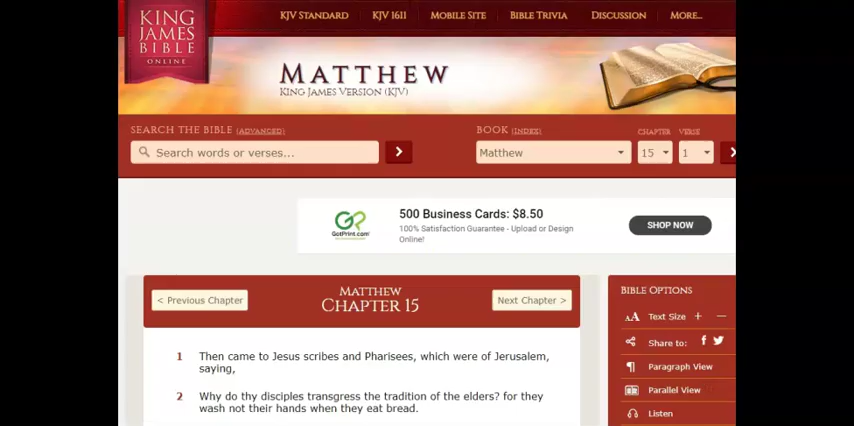 KING
JAMES
BIBLE
ONLINE
KJV STANDARD KJV 1611 MOBILE SITE BIBLE TRIVIA DISCUSSION MORE...
MATTHEW
KING JAMES VERSION (KJV)
SEARCH THE BIBLE (ADVANCED) BOOK (INDEX) CHAPTER VERSE
Search words or verses... Matthew 15 1
500 Business Cards: $8.50
GotPrint.com 100% Satisfaction Guarantee - Upload or Design
Online!
SHOP NOW
< Previous Chapter
MATTHEW
CHAPTER 15
Next Chapter >
1 Then came to Jesus scribes and Pharisees, which were of Jerusalem,
saying,
2 Why do thy disciples transgress the tradition of the elders? for they
wash not their hands when they eat bread.
BIBLE OPTIONS
AA Text Size + —
Share to:
Paragraph View
Parallel View
Listen